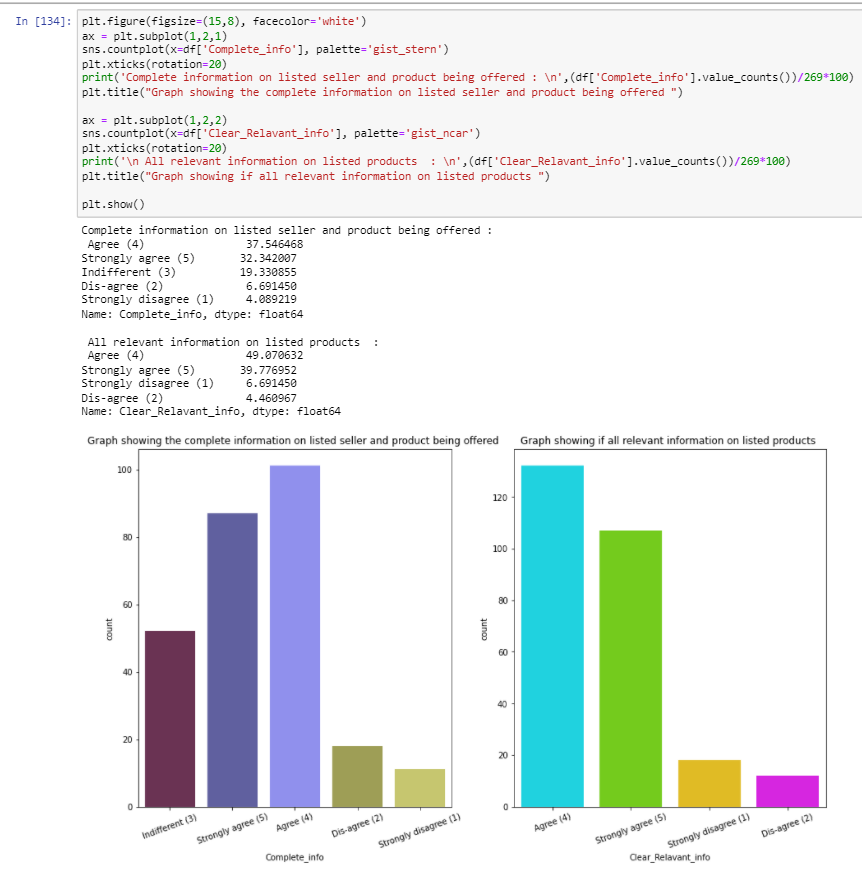 In [134]: plt.figure(figsize=(15,8), facecolor='white')
ax = plt.subplot(1,2,1)
sns.countplot(x=df['Complete_info'], palette='gist_stern')
plt.xticks(rotation=20)
print('Complete information on listed seller and product being offered : \n',(df['Complete_info'].value_counts())/269*100)
plt.title("Graph showing the complete information on listed seller and product being offered ")
ax = plt.subplot(1,2,2)
sns.countplot(x=df['Clear_Relavant_info'], palette='gist_ncar')
plt.xticks(rotation=20)
print('\n All relevant information on listed products  : \n',(df['Clear_Relavant_info'].value_counts())/269*100)
plt.title("Graph showing if all relevant information on listed products ")
plt.show()
Complete information on listed seller and product being offered :
Agree (4) 37.546468
Strongly agree (5) 32.342007
Indifferent (3) 19.330855
Dis-agree (2) 6.691450
Strongly disagree (1) 4.089219
Name: Complete_info, dtype: float64
All relevant information on listed products  :
Agree (4) 49.070632
Strongly agree (5) 39.776952
Strongly disagree (1) 6.691450
Dis-agree (2) 4.460967
Name: Clear_Relavant_info, dtype: float64
Graph showing the complete information on listed seller and product being offered
100
80
60
40
20
0
count
Indifferent (3)
Strongly agree (5)
Agree (4)
Dis-agree (2)
Strongly disagree (1)
Complete_info
Graph showing if all relevant information on listed products
120
100
80
60
40
20
0
count
Agree (4)
Strongly agree (5)
Strongly disagree (1)
Dis-agree (2)
Clear_Relavant_info